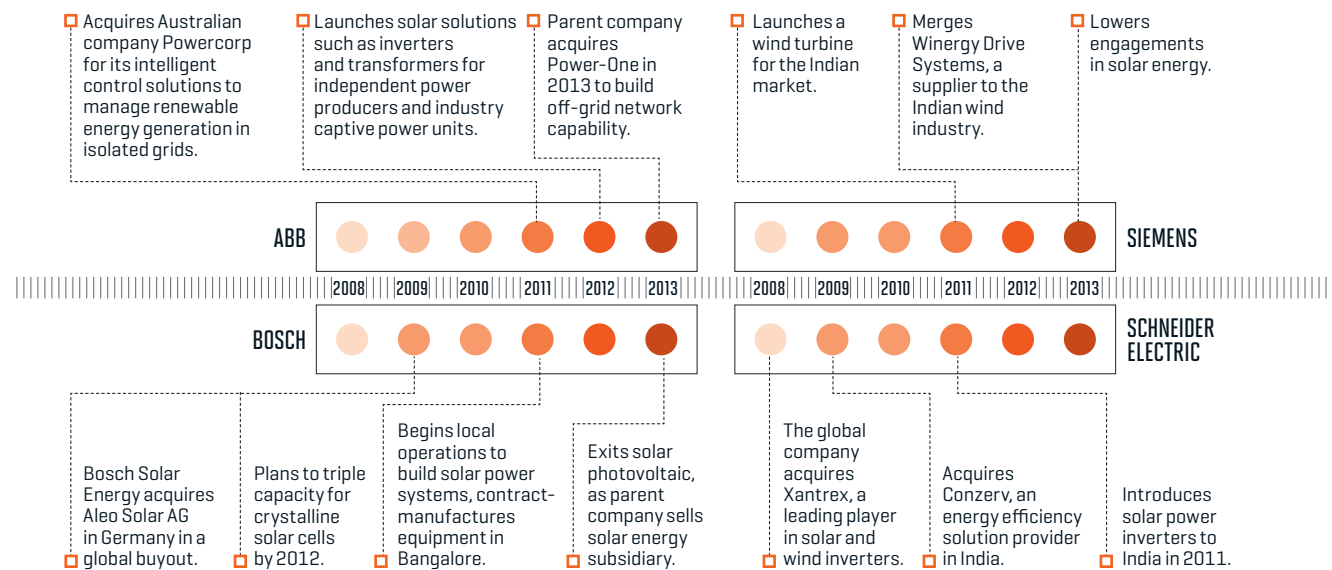 Acquires Australian
company Powercorp
for its intelligent
control solutions to
manage renewable
energy generation in
isolated grids.
Launches solar solutions
such as inverters
and transformers for
independent power
producers and industry
captive power units.
Parent company
acquires
Power-One in
2013 to build
off-grid network
capability.
Launches a
wind turbine
for the Indian
market.
Merges
Winergy Drive
Systems, a
supplier to the
Indian wind
industry.
Lowers
engagements
in solar energy.
ABB
SIEMENS
2008 2009 2010 2011 2012 2013
2008 2009 2010 2011 2012 2013
BOSCH
SCHNEIDER
ELECTRIC
Bosch Solar
Energy acquires
Aleo Solar AG
in Germany in a
global buyout.
Plans to triple
capacity for
crystalline
solar cells
by 2012.
Begins local
operations to
build solar power
systems, contract-
manufactures
equipment in
Bangalore.
Exits solar
photovoltaic,
as parent
company sells
solar energy
subsidiary.
The global
company
acquires
Xantrex, a
leading player
in solar and
wind inverters.
Acquires
Conzerv, an
energy efficiency
solution provider
in India.
Introduces
solar power
inverters to
India in 2011.